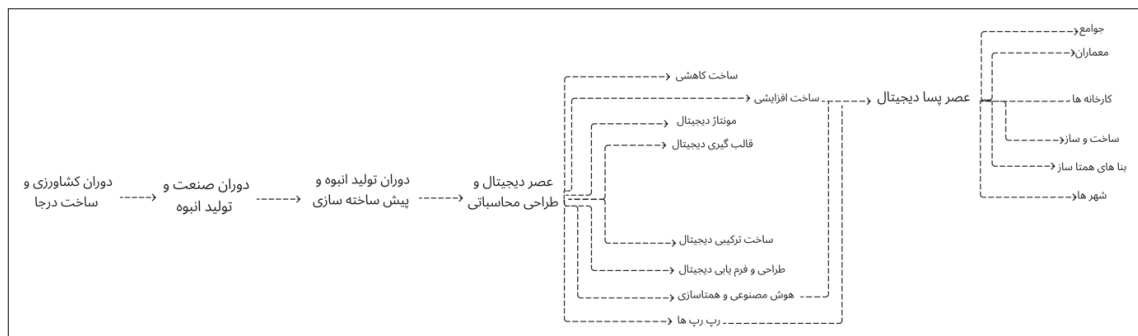 دوران کشاورزی و
ساخت درجا
دوران صنعت و
تولید انبوه
دوران تولید انبوه و
پیش ساخته سازی
عصر دیجیتال و
طراحی محاسباتی
ساخت کاهشی
ساخت افزایشی
مونتاژ دیجیتال
قالب گیری دیجیتال
ساخت ترکیبی دیجیتال
طراحی و فرم یابی دیجیتال
هوش مصنوعی و همتاسازی
رپ رپ ها
عصر پسا دیجیتال
جوامع
معماران
کارخانه ها
ساخت و ساز
بنا های همتا ساز
شهر ها